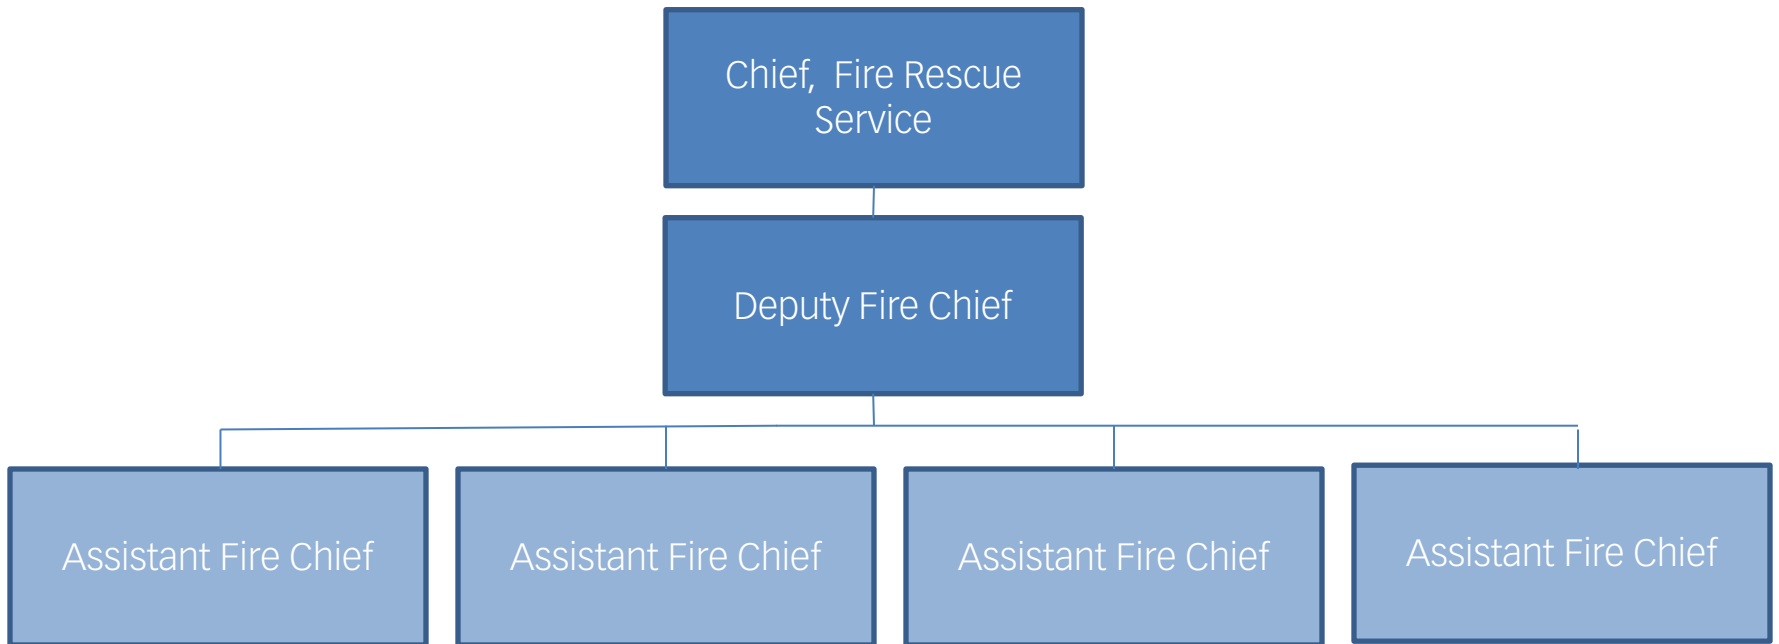 Chief,  Fire Rescue
Service
Deputy Fire Chief
Assistant Fire Chief
Assistant Fire Chief
Assistant Fire Chief
Assistant Fire Chief